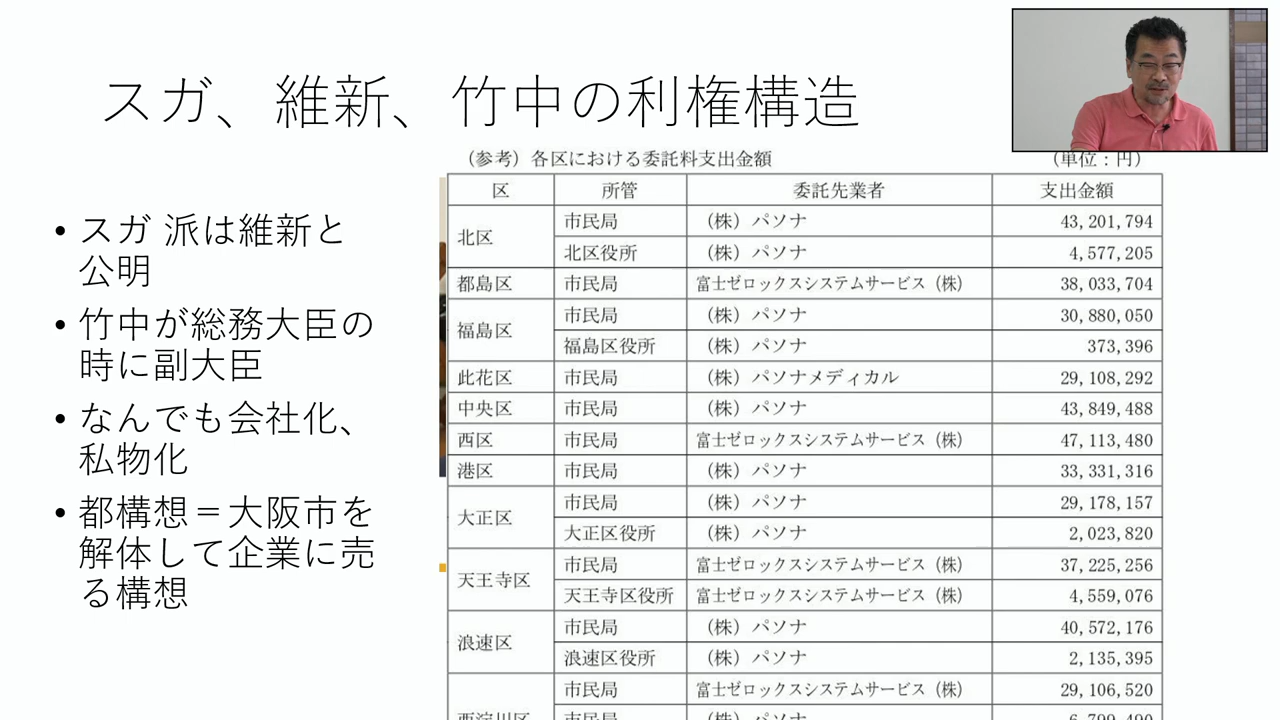 スガ、維新、竹中の利権構造
• スガ 派は維新と
公明
• 竹中が総務大臣の
時に副大臣
• なんでも会社化、
私物化
• 都構想＝大阪市を
解体して企業に売
る構想
（参考）各区における委託料支出金額 （単位：円）
区 所管 委託先業者 支出金額
北区 市民局 （株）パソナ 43,201,794
北区役所 （株）パソナ 4,577,205
都島区 市民局 富士ゼロックスシステムサービス（株） 38,033,704
福島区 市民局 （株）パソナ 30,880,050
福島区役所 （株）パソナ 373,396
此花区 市民局 （株）パソナメディカル 29,108,292
中央区 市民局 （株）パソナ 43,849,488
西区 市民局 富士ゼロックスシステムサービス（株） 47,113,480
港区 市民局 （株）パソナ 33,331,316
大正区 市民局 （株）パソナ 29,178,157
大正区役所 （株）パソナ 2,023,820
天王寺区 市民局 富士ゼロックスシステムサービス（株） 37,225,256
天王寺区役所 富士ゼロックスシステムサービス（株） 4,559,076
浪速区 市民局 （株）パソナ 40,572,176
浪速区役所 （株）パソナ 2,135,395
市民局 富士ゼロックスシステムサービス（株） 29,106,520